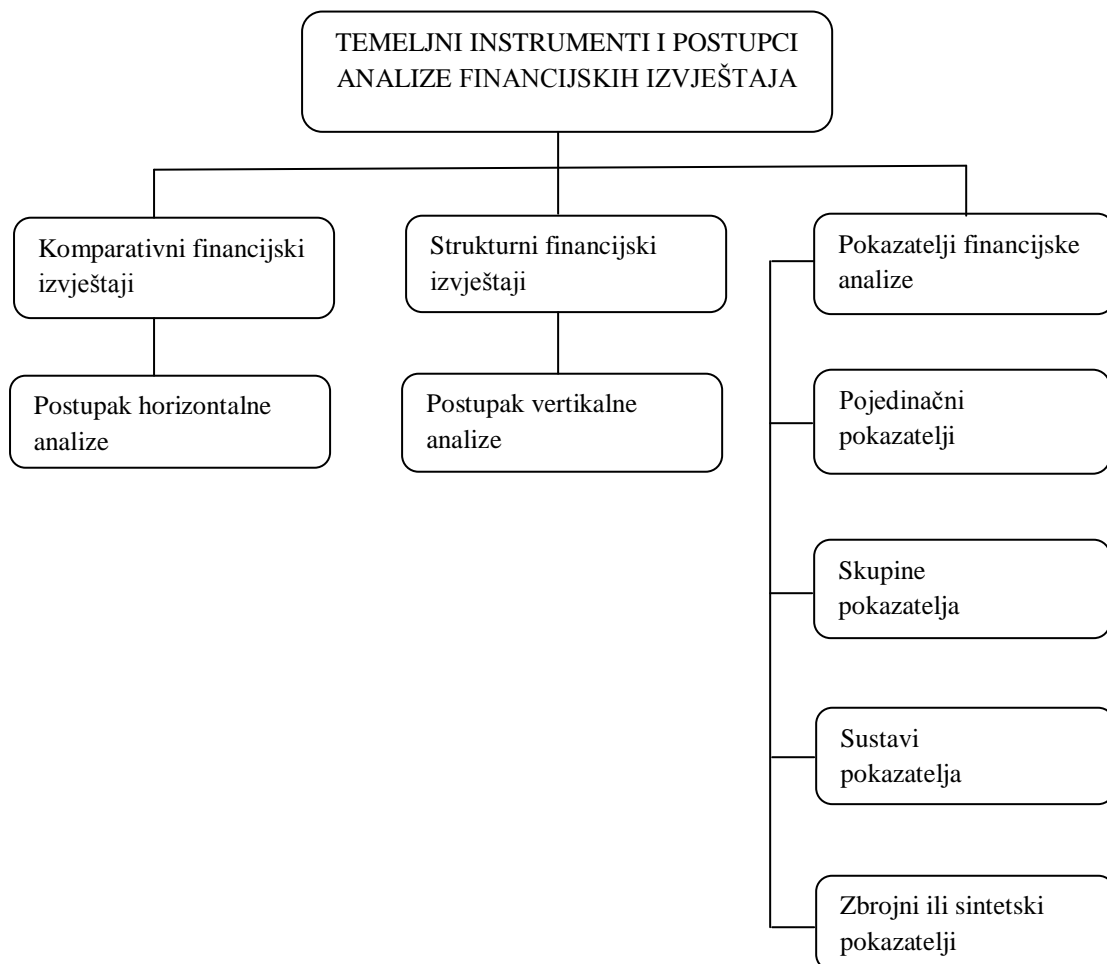 TEMELJNI INSTRUMENTI I POSTUPCI
ANALIZE FINANCIJSKIH IZVJEŠTAJA
Komparativni financijski
izvještaji
Strukturni financijski
izvještaji
Pokazatelji financijske
analize
Postupak horizontalne
analize
Postupak vertikalne
analize
Pojedinačni
pokazatelji
Skupine
pokazatelja
Sustavi
pokazatelja
Zbrojni ili sintetski
pokazatelji